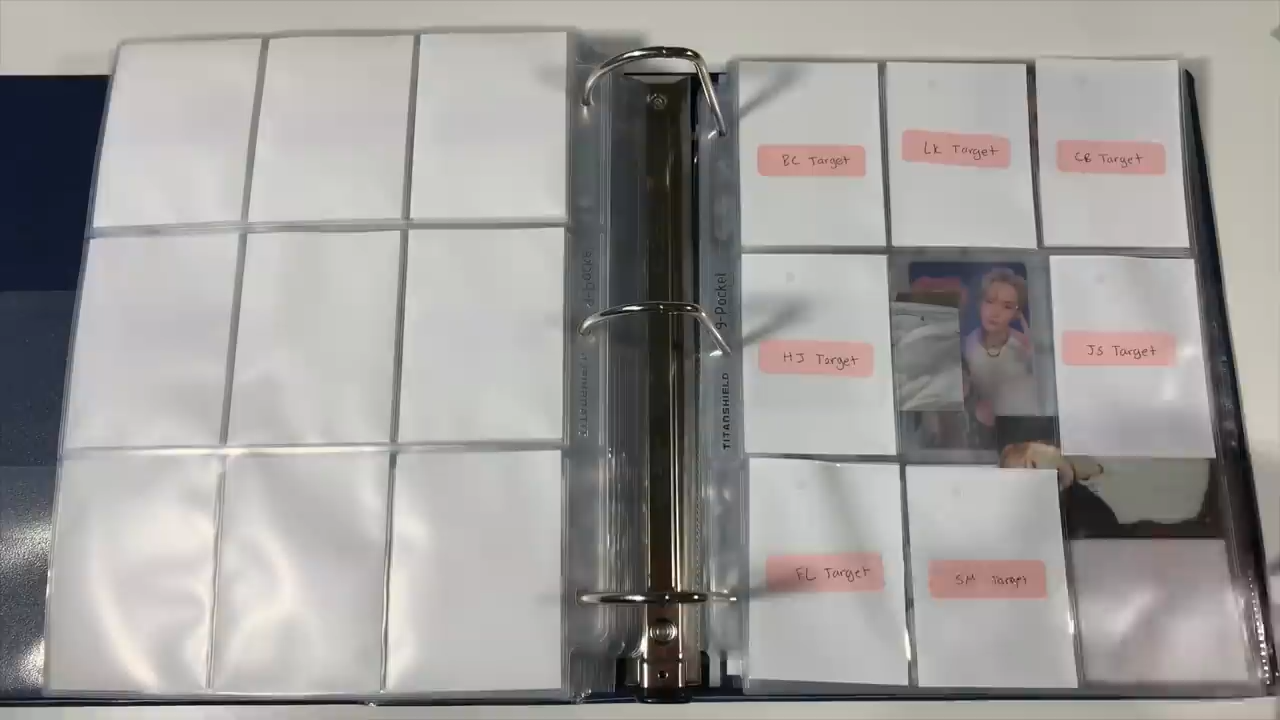 BC Target
LK Target
CB Target
HJ Target
JS Target
FL Target
SM Target
9-Pocket
TITANSHIELD